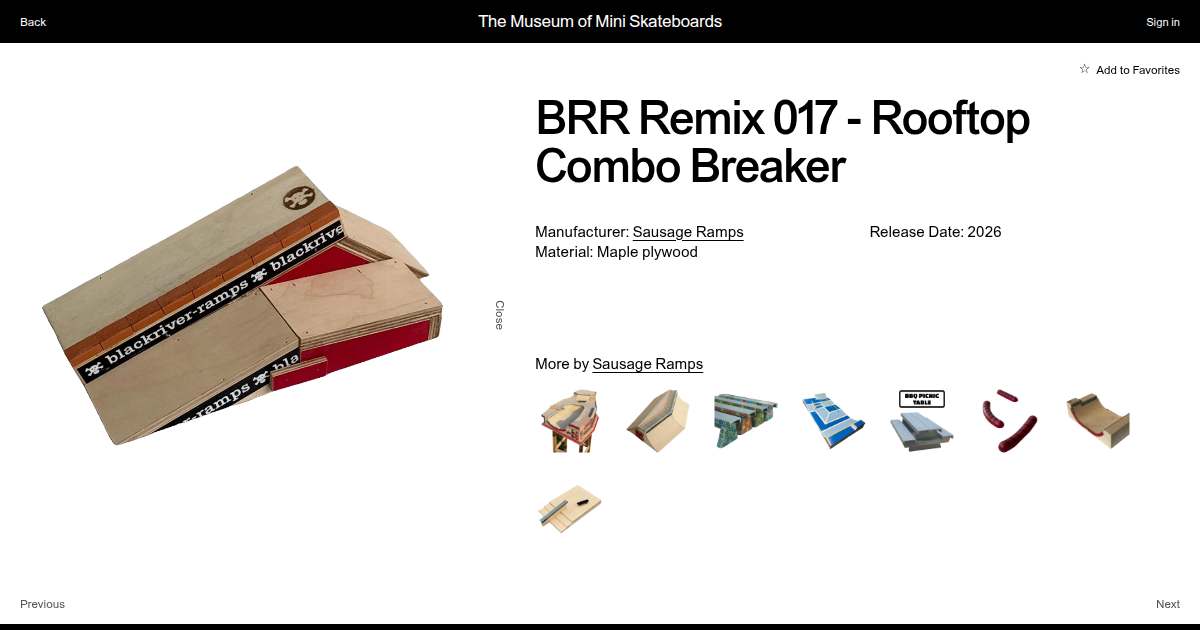 Back
The Museum of Mini Skateboards
Sign in
☆ Add to Favorites
BRR Remix 017 - Rooftop
Combo Breaker
Manufacturer: Sausage Ramps
Release Date: 2026
Material: Maple plywood
blackriver-ramps blackrive
-ramps bla
Close
More by Sausage Ramps
BBQ PICNIC
TABLE
Previous
Next